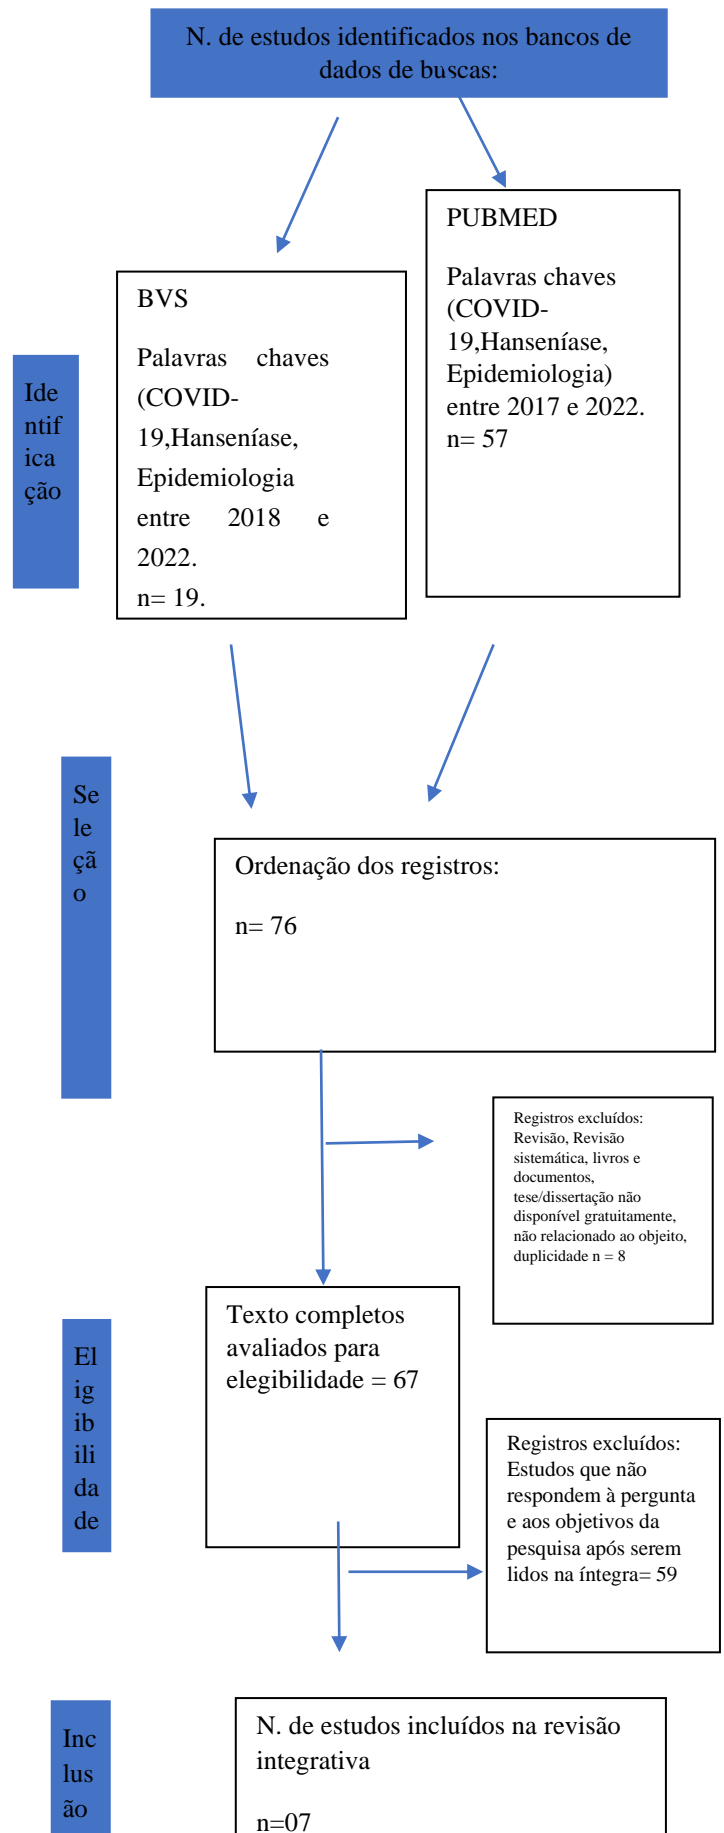 N. de estudos identificados nos bancos de
dados de buscas:
PUBMED
Palavras chaves
(COVID-
19,Hanseníase,
Epidemiologia)
entre 2017 e 2022.
n= 57
BVS
Palavras chaves
(COVID-
19,Hanseníase,
Epidemiologia
entre 2018 e
2022.
n= 19.
Ide
ntif
ica
ção
Se
le
çã
o
Ordenação dos registros:
n= 76
Registros excluídos:
Revisão, Revisão
sistemática, livros e
documentos,
tese/dissertação não
disponível gratuitamente,
não relacionado ao objeito,
duplicidade n = 8
Texto completos
avaliados para
elegibilidade = 67
El
ig
ib
ili
da
de
Registros excluídos:
Estudos que não
respondem à pergunta
e aos objetivos da
pesquisa após serem
lidos na íntegra= 59
Inc
lus
ão
N. de estudos incluídos na revisão
integrativa
n=07